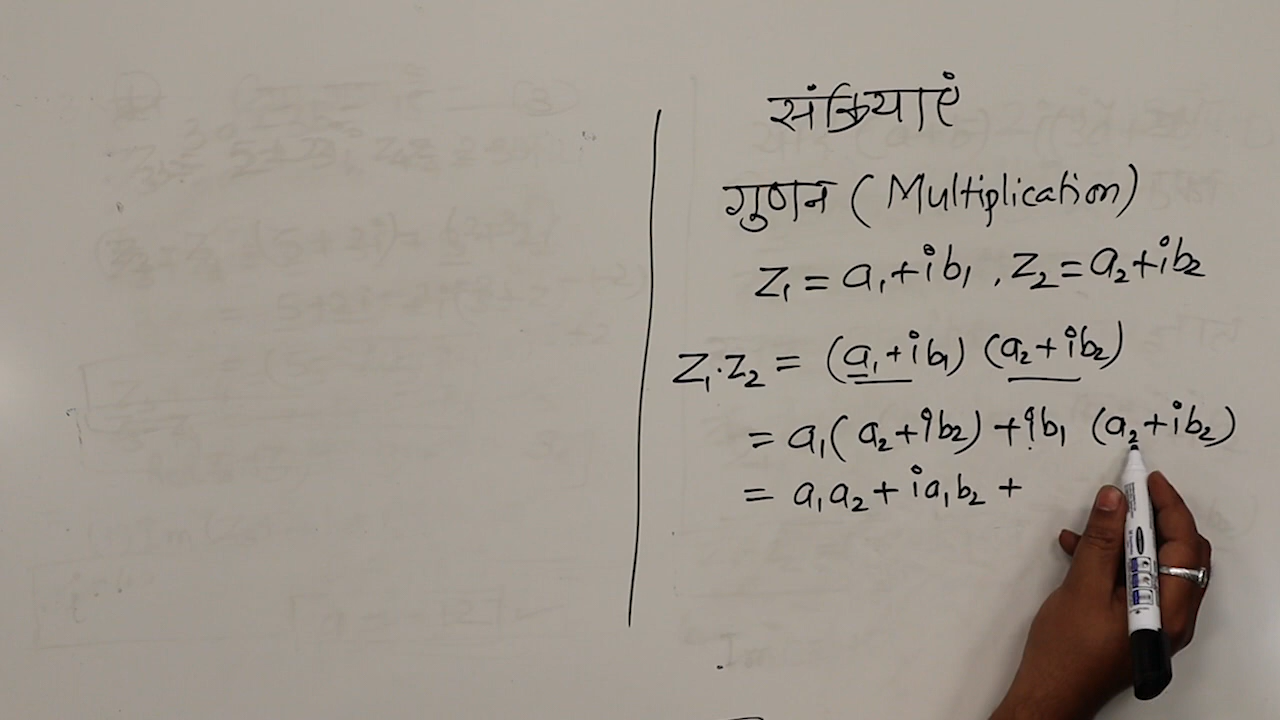 संक्रियाएं
गुणन (Multiplication)
Z₁ = a₁+ib₁, Z₂ = a₂+ib₂
Z₁.Z₂ = (a₁+ib₁) (a₂+ib₂)
= a₁(a₂+ib₂) + ib₁ (a₂+ib₂)
= a₁a₂ + ia₁b₂ +